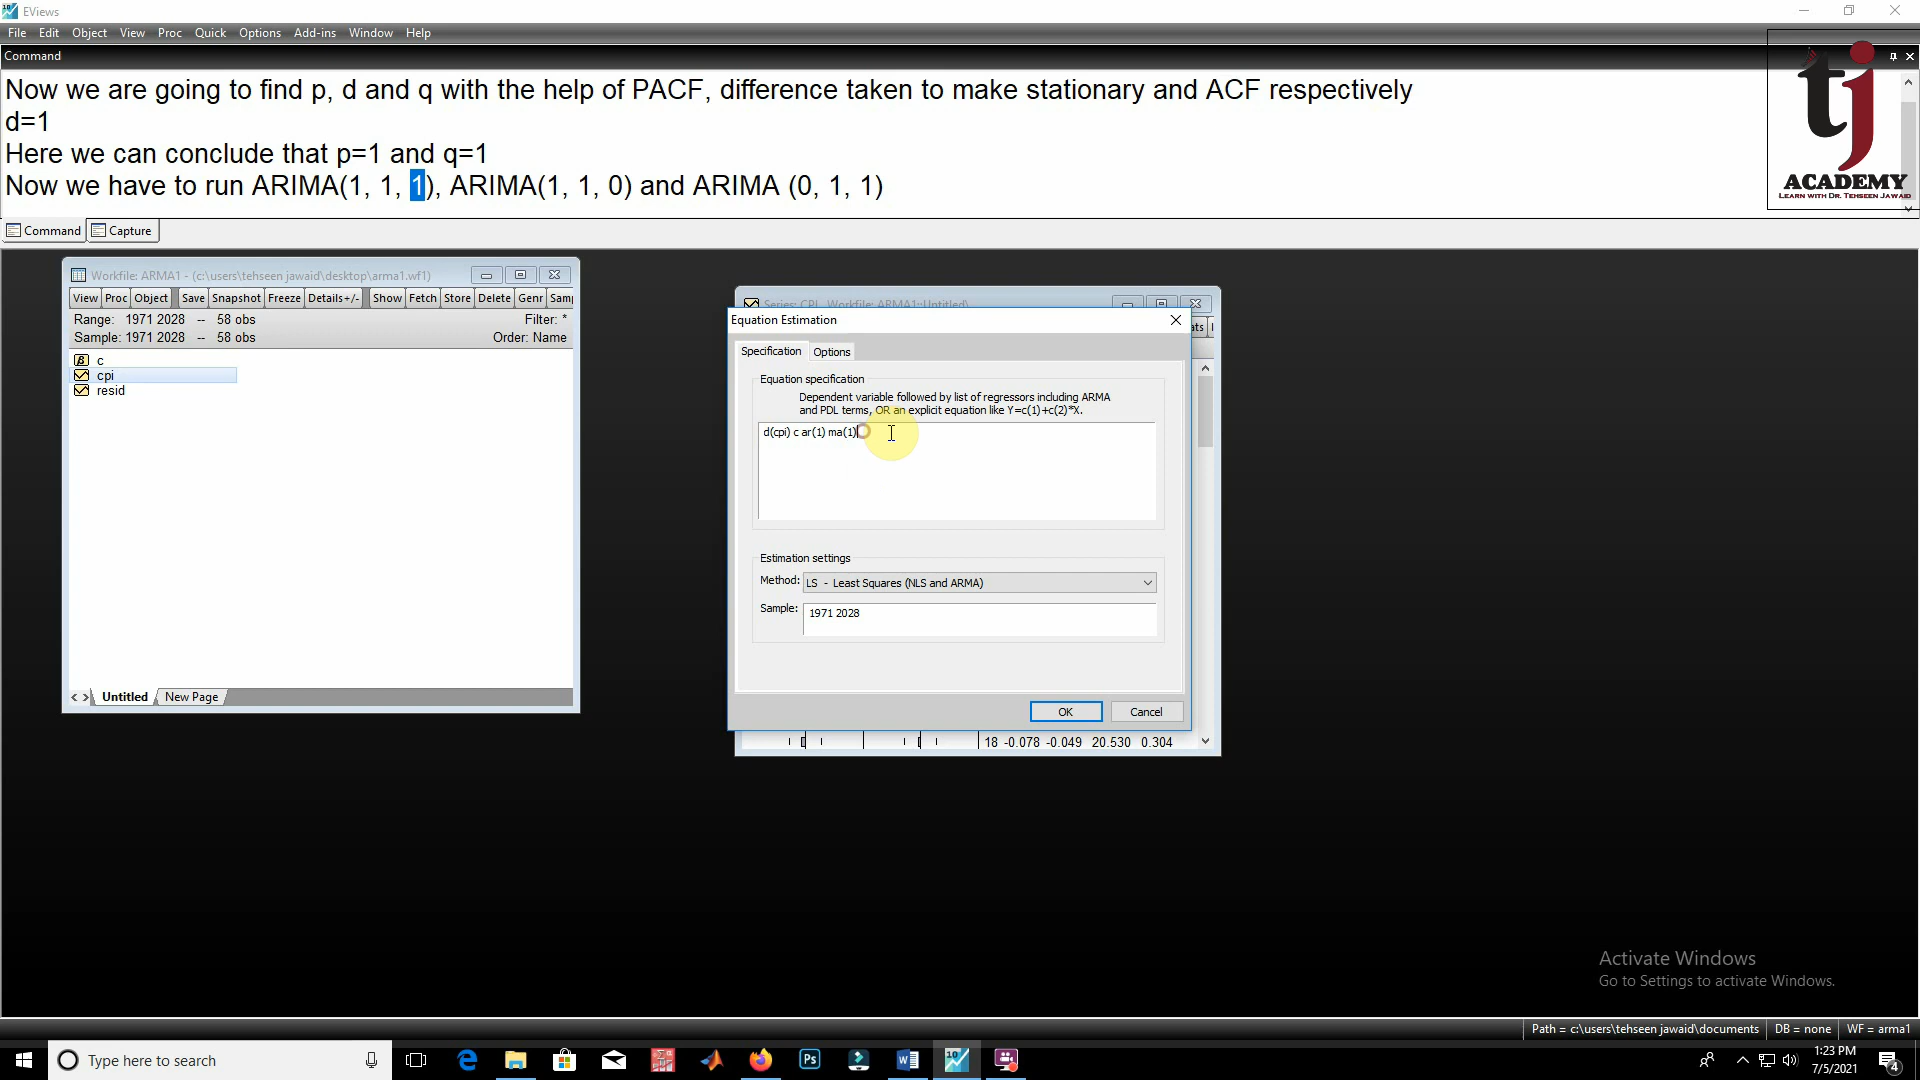 EViews
File Edit Object View Proc Quick Options Add-ins Window Help
Command
Now we are going to find p, d and q with the help of PACF, difference taken to make stationary and ACF respectively
d=1
Here we can conclude that p=1 and q=1
Now we have to run ARIMA(1, 1, 1), ARIMA(1, 1, 0) and ARIMA (0, 1, 1)
tj
ACADEMY
LEARN WITH DR. TEHSEEN JAWAID
Command Capture
Workfile: ARMA1 - (c:\users\tehseen jawaid\desktop\arma1.wf1)
View Proc Object Save Snapshot Freeze Details+/- Show Fetch Store Delete Genr Sam
Range: 1971 2028 -- 58 obs Filter: *
Sample: 1971 2028 -- 58 obs Order: Name
c
cpi
resid
Untitled New Page
Series: CPI Workfile: ARMA1::Untitled\
Equation Estimation
Specification Options
Equation specification
Dependent variable followed by list of regressors including ARMA
and PDL terms, OR an explicit equation like Y=c(1)+c(2)*X.
d(cpi) c ar(1) ma(1)
Estimation settings
Method: LS - Least Squares (NLS and ARMA)
Sample: 1971 2028
OK Cancel
18 -0.078 -0.049 20.530 0.304
Activate Windows
Go to Settings to activate Windows.
Path = c:\users\tehseen jawaid\documents DB = none WF = arma1
Type here to search
1:23 PM
7/5/2021
4